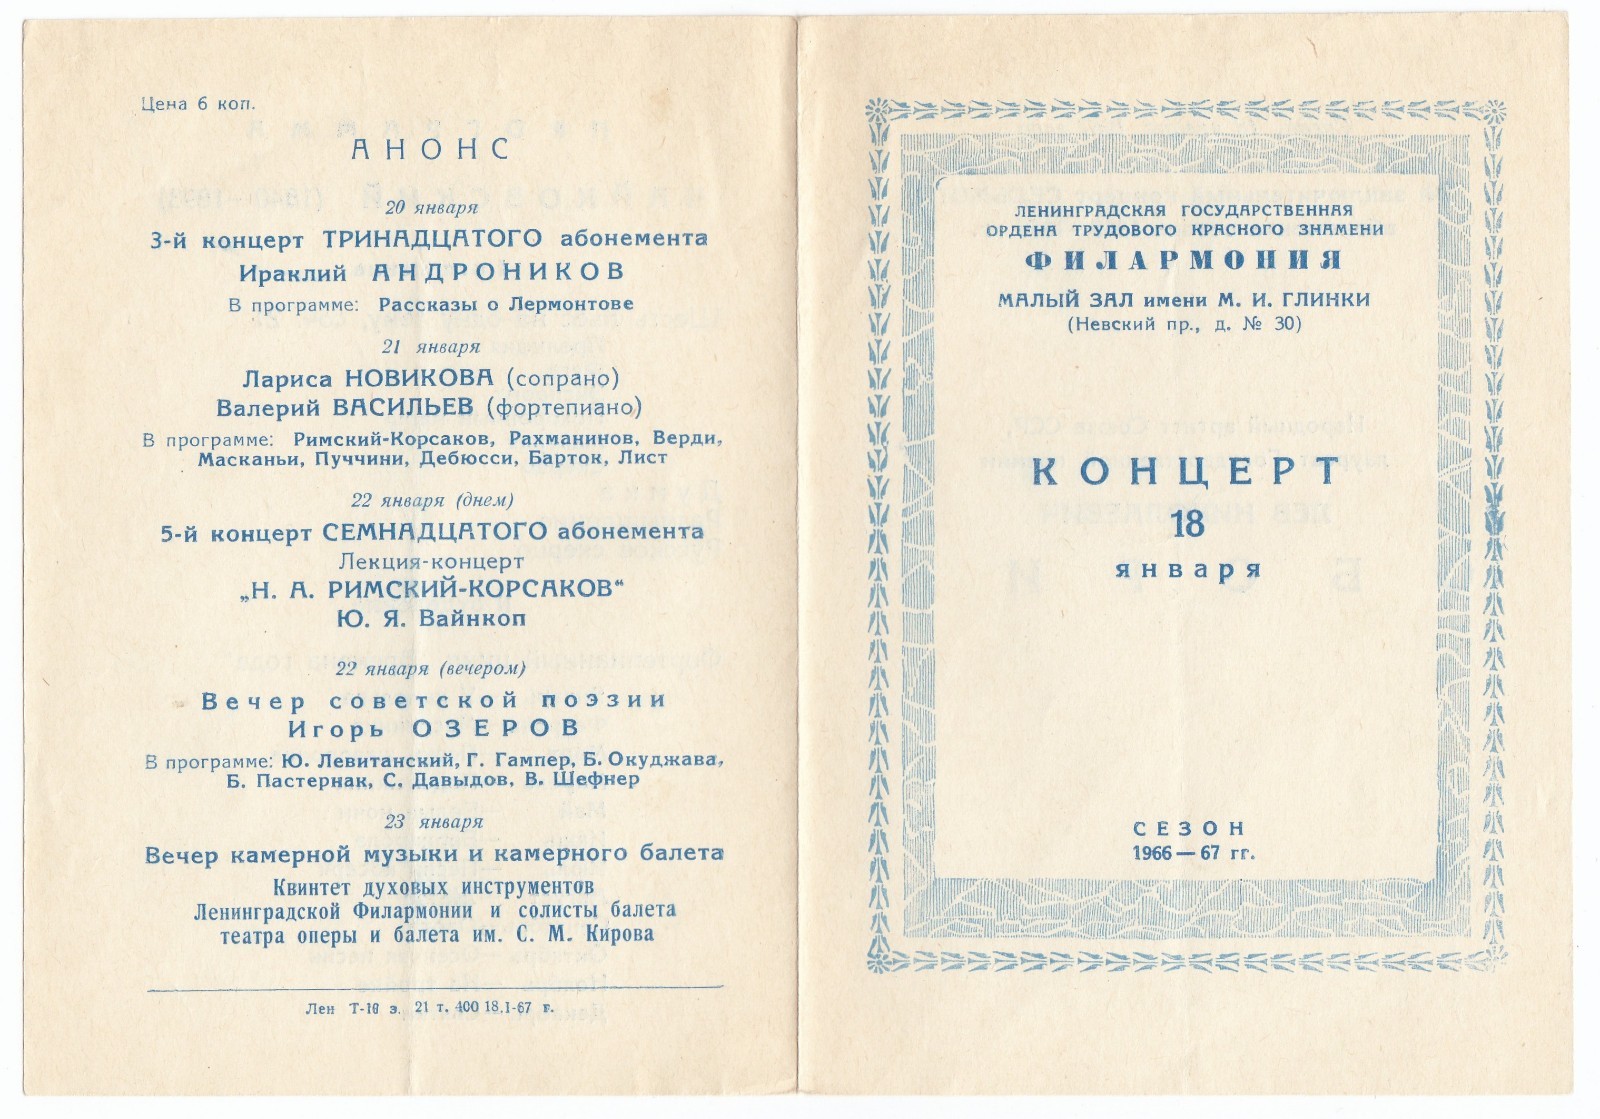 Цена 6 коп.
АНОНС
20 января
3-й концерт ТРИНАДЦАТОГО абонемента
Ираклий АНДРОНИКОВ
В программе: Рассказы о Лермонтове
21 января
Лариса НОВИКОВА (сопрано)
Валерий ВАСИЛЬЕВ (фортепиано)
В программе: Римский-Корсаков, Рахманинов, Верди,
Масканьи, Пуччини, Дебюсси, Барток, Лист
22 января (днем)
5-й концерт СЕМНАДЦАТОГО абонемента
Лекция-концерт
„Н. А. РИМСКИЙ-КОРСАКОВ“
Ю. Я. Вайнкоп
22 января (вечером)
Вечер советской поэзии
Игорь ОЗЕРОВ
В программе: Ю. Левитанский, Г. Гампер, Б. Окуджава,
Б. Пастернак, С. Давыдов, В. Шефнер
23 января
Вечер камерной музыки и камерного балета
Квинтет духовых инструментов
Ленинградской Филармонии и солисты балета
театра оперы и балета им. С. М. Кирова
Лен Т-10 з. 21 т. 400 18.I-67 г.
ЛЕНИНГРАДСКАЯ ГОСУДАРСТВЕННАЯ
ОРДЕНА ТРУДОВОГО КРАСНОГО ЗНАМЕНИ
ФИЛАРМОНИЯ
МАЛЫЙ ЗАЛ имени М. И. ГЛИНКИ
(Невский пр., д. № 30)
КОНЦЕРТ
18
января
СЕЗОН
1966—67 гг.